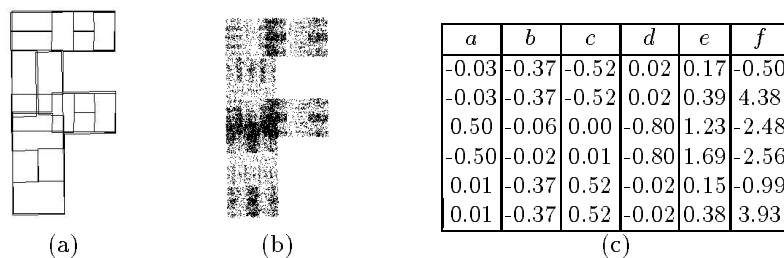 a b c d e f
-0.03 -0.37 -0.52 0.02 0.17 -0.50
-0.03 -0.37 -0.52 0.02 0.39 4.38
0.50 -0.06 0.00 -0.80 1.23 -2.48
-0.50 -0.02 0.01 -0.80 1.69 -2.56
0.01 -0.37 0.52 -0.02 0.15 -0.99
0.01 -0.37 0.52 -0.02 0.38 3.93
(a) (b) (c)